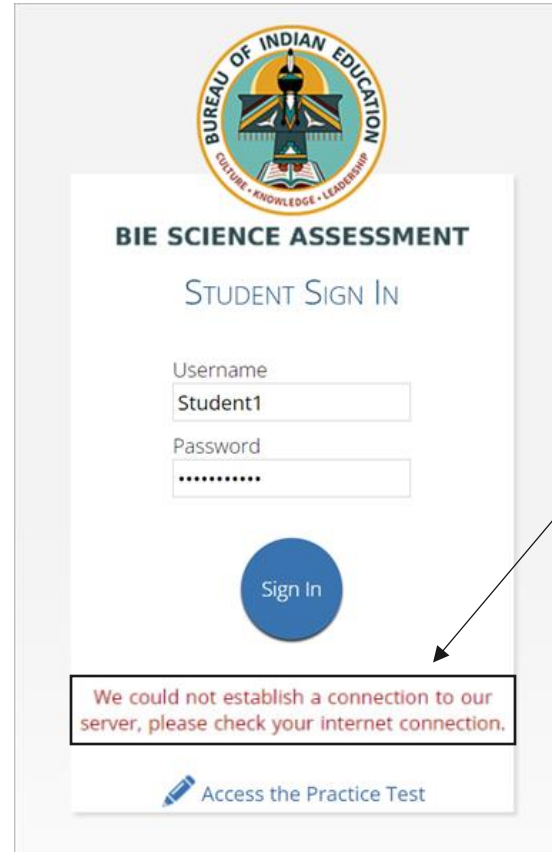 BUREAU OF INDIAN EDUCATION
CULTURE • KNOWLEDGE • LEADERSHIP
BIE SCIENCE ASSESSMENT
STUDENT SIGN IN
Username
Student1
Password
•••••••••••
Sign In
We could not establish a connection to our
server, please check your internet connection.
Access the Practice Test